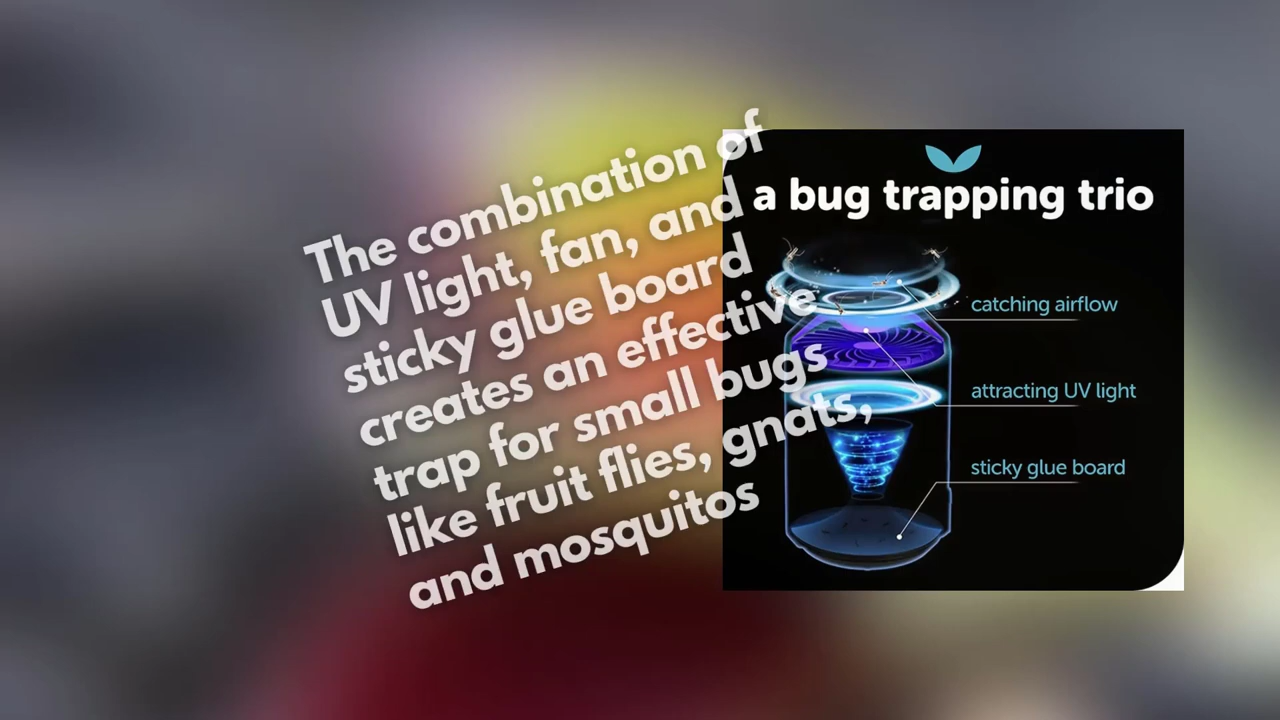 The combination of
UV light, fan, and
sticky glue board
creates an effective
trap for small bugs
like fruit flies, gnats,
and mosquitos
a bug trapping trio
catching airflow
attracting UV light
sticky glue board